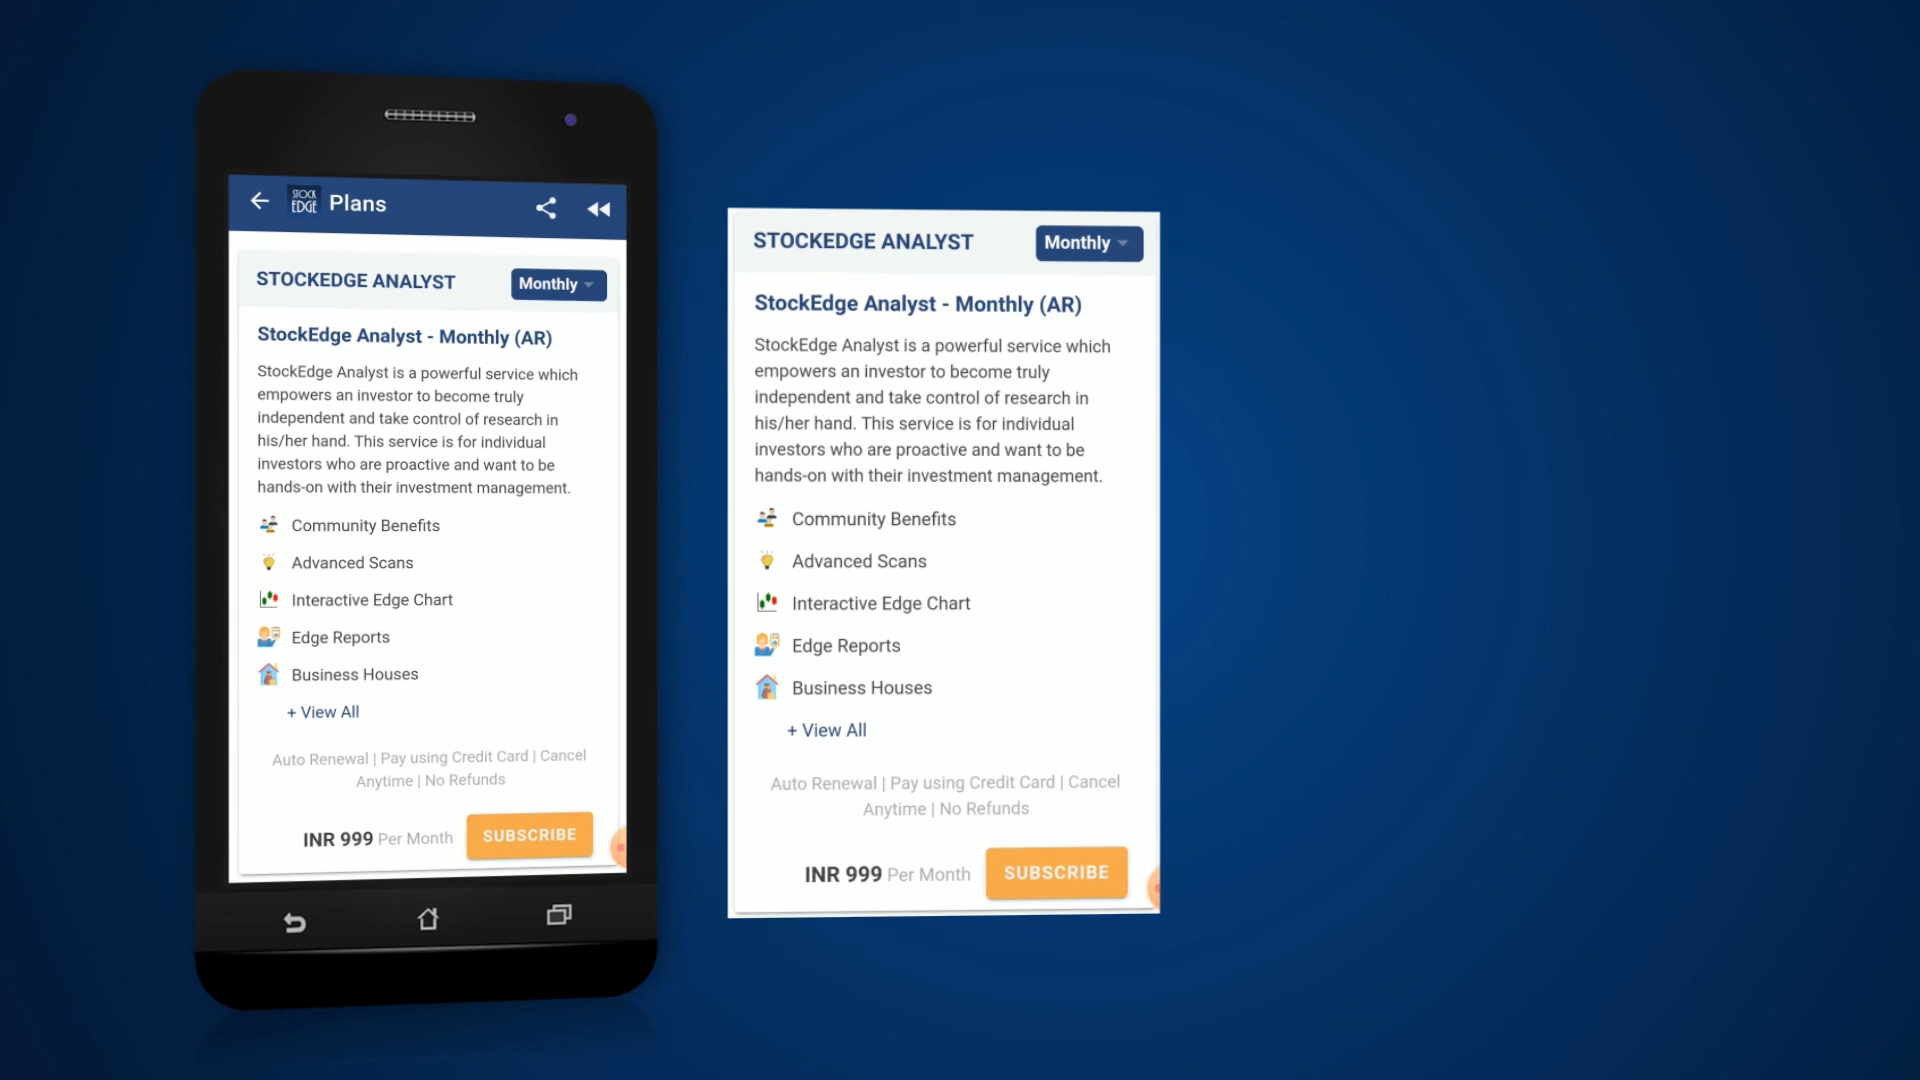 STOCK
EDGE
Plans
STOCKEDGE ANALYST
Monthly
StockEdge Analyst - Monthly (AR)
StockEdge Analyst is a powerful service which
empowers an investor to become truly
independent and take control of research in
his/her hand. This service is for individual
investors who are proactive and want to be
hands-on with their investment management.
Community Benefits
Advanced Scans
Interactive Edge Chart
Edge Reports
Business Houses
+ View All
Auto Renewal | Pay using Credit Card | Cancel
Anytime | No Refunds
INR 999 Per Month
SUBSCRIBE
STOCKEDGE ANALYST
Monthly
StockEdge Analyst - Monthly (AR)
StockEdge Analyst is a powerful service which
empowers an investor to become truly
independent and take control of research in
his/her hand. This service is for individual
investors who are proactive and want to be
hands-on with their investment management.
Community Benefits
Advanced Scans
Interactive Edge Chart
Edge Reports
Business Houses
+ View All
Auto Renewal | Pay using Credit Card | Cancel
Anytime | No Refunds
INR 999 Per Month
SUBSCRIBE